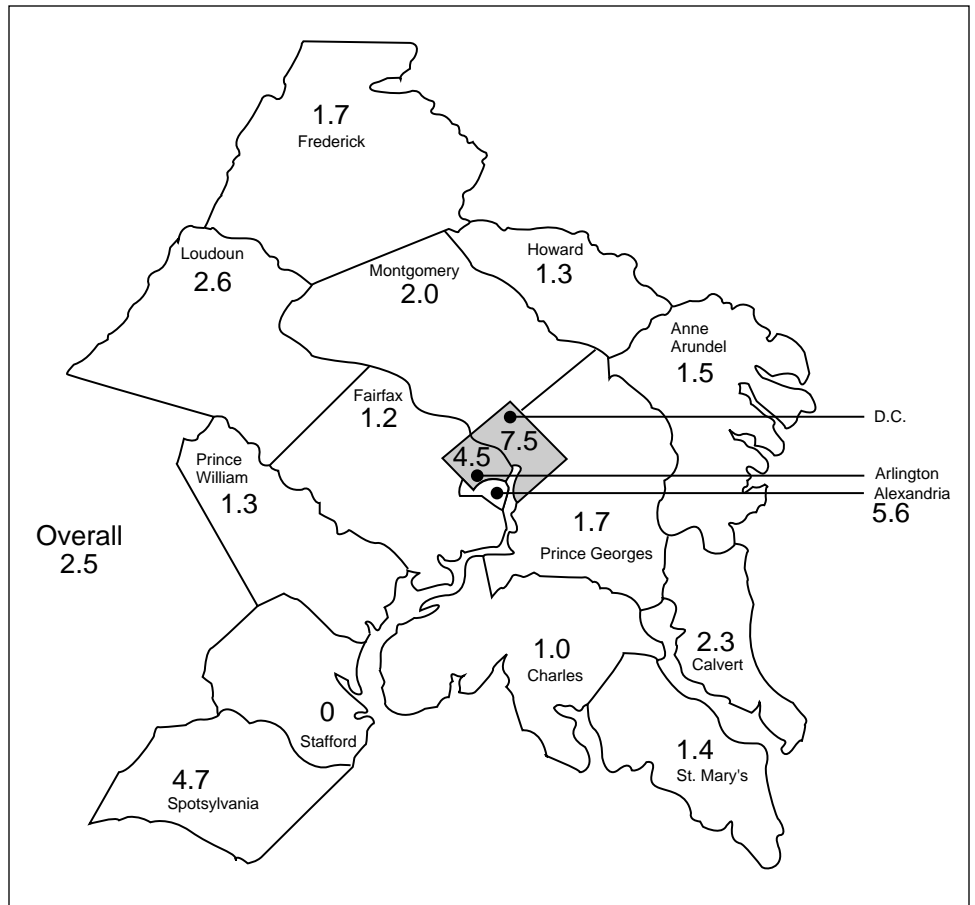 1.7
Frederick
Loudoun
2.6
Montgomery
2.0
Howard
1.3
Anne
Arundel
1.5
Fairfax
1.2
D.C.
7.5
4.5
Arlington
Alexandria
5.6
Prince
William
1.3
Overall
2.5
1.7
Prince Georges
1.0
Charles
2.3
Calvert
0
Stafford
1.4
St. Mary's
4.7
Spotsylvania